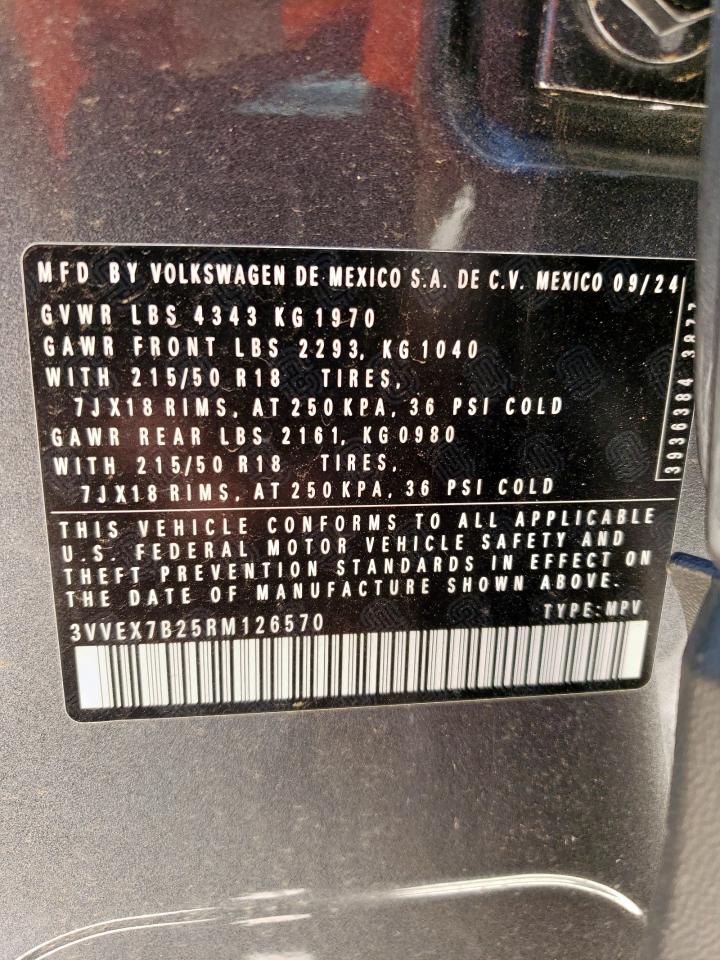 MFD BY VOLKSWAGEN DE MEXICO S.A. DE C.V. MEXICO 09/24
GVWR LBS 4343 KG 1970
GAWR FRONT LBS 2293, KG 1040
WITH 215/50 R18 TIRES,
7JX18 RIMS, AT 250 KPA, 36 PSI COLD
GAWR REAR LBS 2161, KG 0980
WITH 215/50 R18 TIRES,
7JX18 RIMS, AT 250 KPA, 36 PSI COLD
3936384
THIS VEHICLE CONFORMS TO ALL APPLICABLE
U.S. FEDERAL MOTOR VEHICLE SAFETY AND
THEFT PREVENTION STANDARDS IN EFFECT ON
THE DATE OF MANUFACTURE SHOWN ABOVE.
3VVEX7B25RM126570 TYPE: MPV